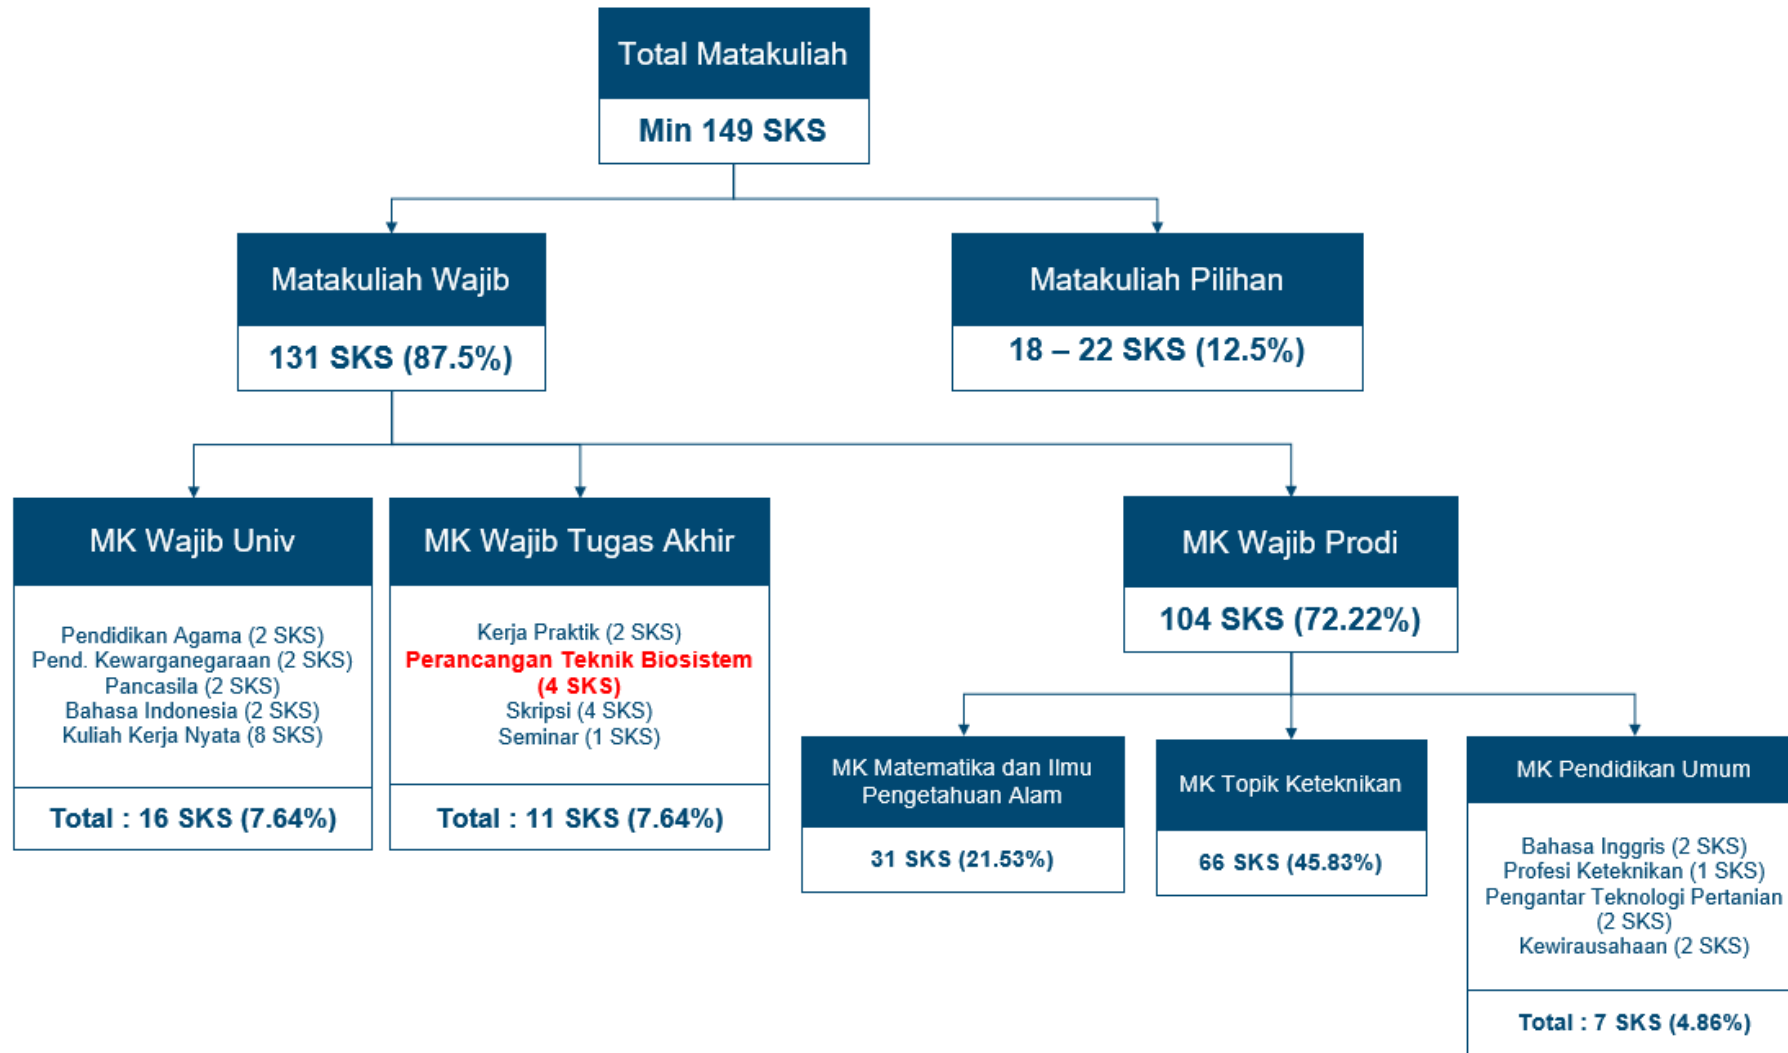 Total Matakuliah
Min 149 SKS
Matakuliah Wajib
131 SKS (87.5%)
Matakuliah Pilihan
18 – 22 SKS (12.5%)
MK Wajib Univ
Pendidikan Agama (2 SKS)
Pend. Kewarganegaraan (2 SKS)
Pancasila (2 SKS)
Bahasa Indonesia (2 SKS)
Kuliah Kerja Nyata (8 SKS)
Total : 16 SKS (7.64%)
MK Wajib Tugas Akhir
Kerja Praktik (2 SKS)
Perancangan Teknik Biosistem
(4 SKS)
Skripsi (4 SKS)
Seminar (1 SKS)
Total : 11 SKS (7.64%)
MK Wajib Prodi
104 SKS (72.22%)
MK Matematika dan Ilmu
Pengetahuan Alam
31 SKS (21.53%)
MK Topik Keteknikan
66 SKS (45.83%)
MK Pendidikan Umum
Bahasa Inggris (2 SKS)
Profesi Keteknikan (1 SKS)
Pengantar Teknologi Pertanian
(2 SKS)
Kewirausahaan (2 SKS)
Total : 7 SKS (4.86%)